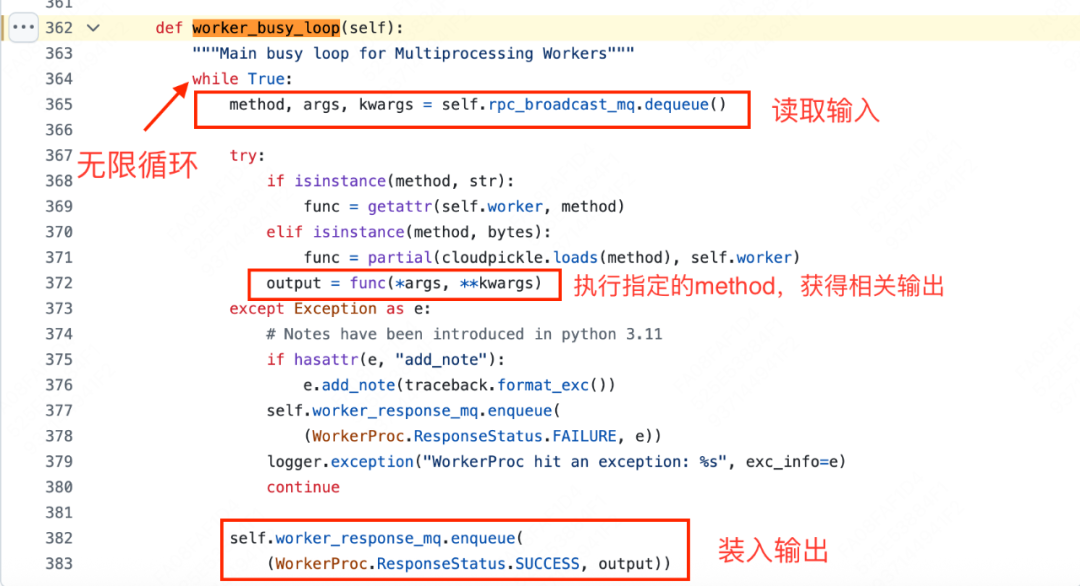 361
362 def worker_busy_loop(self):
363 """Main busy loop for Multiprocessing Workers"""
364 while True:
365 method, args, kwargs = self.rpc_broadcast_mq.dequeue() 读取输入
366
无限循环
367 try:
368 if isinstance(method, str):
369 func = getattr(self.worker, method)
370 elif isinstance(method, bytes):
371 func = partial(cloudpickle.loads(method), self.worker)
372 output = func(*args, **kwargs) 执行指定的method，获得相关输出
373 except Exception as e:
374 # Notes have been introduced in python 3.11
375 if hasattr(e, "add_note"):
376 e.add_note(traceback.format_exc())
377 self.worker_response_mq.enqueue(
378 (WorkerProc.ResponseStatus.FAILURE, e))
379 logger.exception("WorkerProc hit an exception: %s", exc_info=e)
380 continue
381
382 self.worker_response_mq.enqueue(
383 (WorkerProc.ResponseStatus.SUCCESS, output))
装入输出